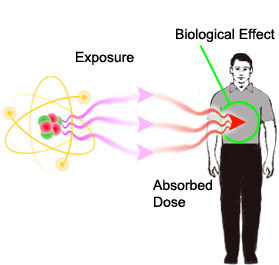 Biological Effect
Exposure
Absorbed
Dose